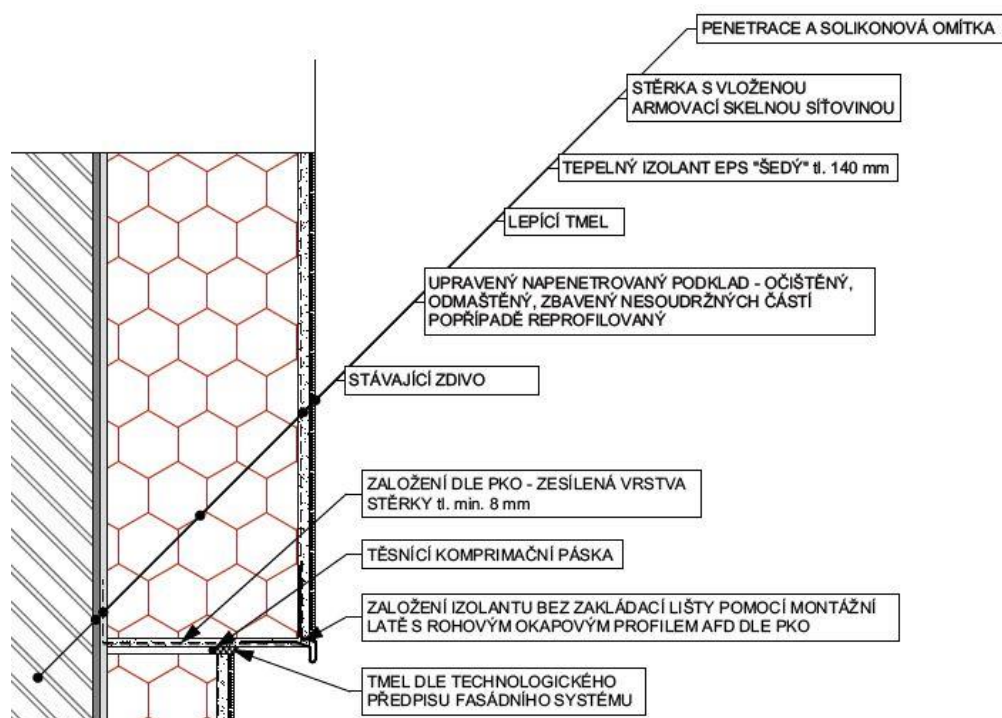 PENETRACE A SOLIKONOVÁ OMÍTKA
STĚRKA S VLOŽENOU
ARMOVACÍ SKELNOU SÍŤOVINOU
TEPELNÝ IZOLANT EPS "ŠEDÝ" tl. 140 mm
LEPÍCÍ TMEL
UPRAVENÝ NAPENETROVANÝ PODKLAD - OČIŠTĚNÝ,
ODMAŠTĚNÝ, ZBAVENÝ NESOUDRŽNÝCH ČÁSTÍ
POPŘÍPADĚ REPROFILOVANÝ
STÁVAJÍCÍ ZDIVO
ZALOŽENÍ DLE PKO - ZESÍLENÁ VRSTVA
STĚRKY tl. min. 8 mm
TĚSNÍCÍ KOMPRIMAČNÍ PÁSKA
ZALOŽENÍ IZOLANTU BEZ ZAKLÁDACÍ LIŠTY POMOCÍ MONTÁŽNÍ
LATĚ S ROHOVÝM OKAPOVÝM PROFILEM AFD DLE PKO
TMEL DLE TECHNOLOGICKÉHO
PŘEDPISU FASÁDNÍHO SYSTÉMU